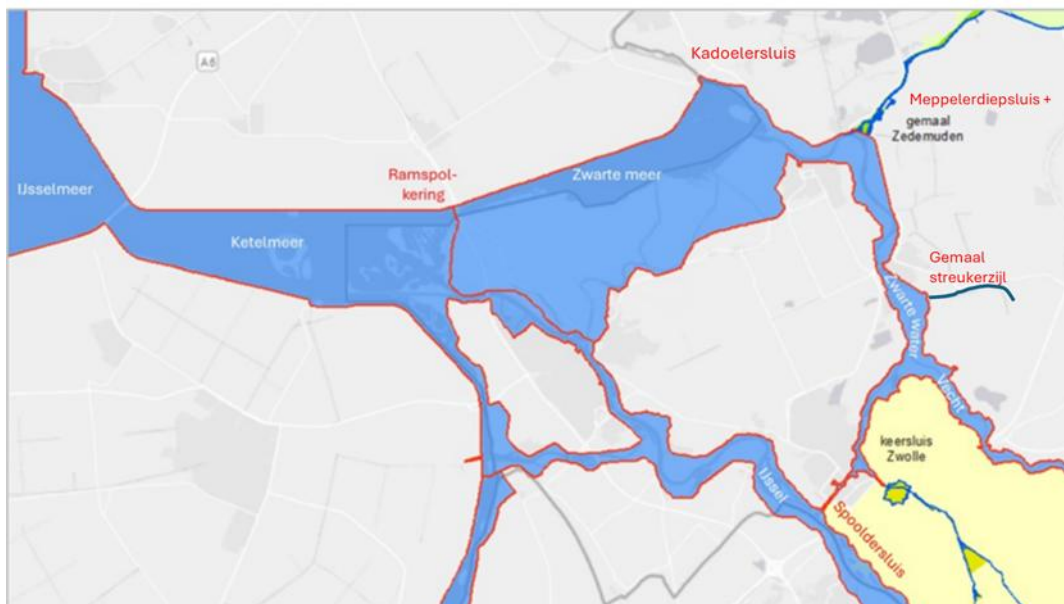 Kadoelersluis
A6
Meppelerdiepsluis +
gemaal
Zedemuden
Ramspol-
kering
Zwarte meer
IJsselmeer
Ketelmeer
Gemaal
streukerzijl
Zwarte Water
Vecht
keersluis
Zwolle
IJssel
Spooldersluis